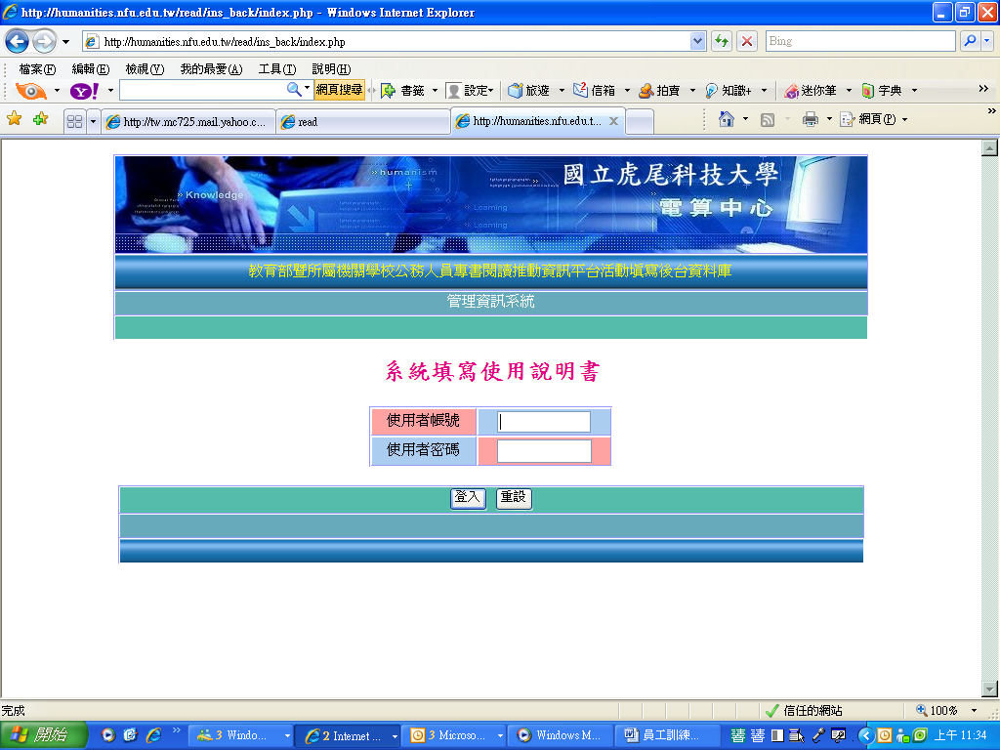 http://humanities.nfu.edu.tw/read/ins_back/index.php - Windows Internet Explorer
http://humanities.nfu.edu.tw/read/ins_back/index.php
Bing
檔案(F) 編輯(E) 檢視(V) 我的最愛(A) 工具(T) 說明(H)
Y! 網頁搜尋 書籤 設定 旅遊 信箱 拍賣 知識+ 迷你筆 字典
http://tw.mc725.mail.yahoo.c... read http://humanities.nfu.edu.t... 網頁(P)
humanism
Knowledge
Learning
Learning
國立虎尾科技大學
電算中心
教育部暨所屬機關學校公務人員專書閱讀推動資訊平台活動填寫後台資料庫
管理資訊系統
系統填寫使用說明書
使用者帳號
使用者密碼
登入 重設
完成 信任的網站 100%
開始 3 Windo... 2 Internet ... 3 Microso... Windows M... 員工訓練... 上午 11:34